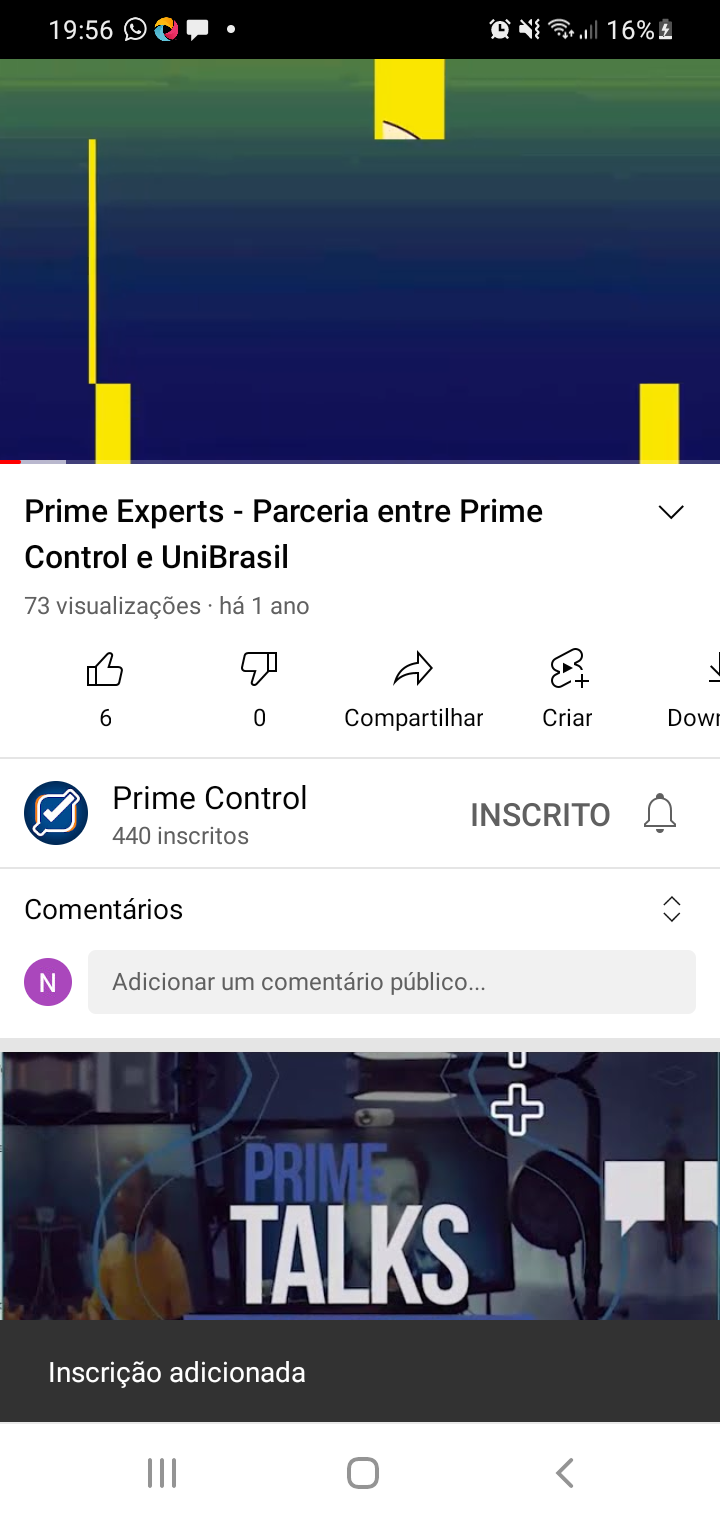 19:56
16%
Prime Experts - Parceria entre Prime
Control e UniBrasil
73 visualizações · há 1 ano
6
0
Compartilhar
Criar
Down
Prime Control
440 inscritos
INSCRITO
Comentários
N
Adicionar um comentário público...
PRIME
TALKS
Inscrição adicionada